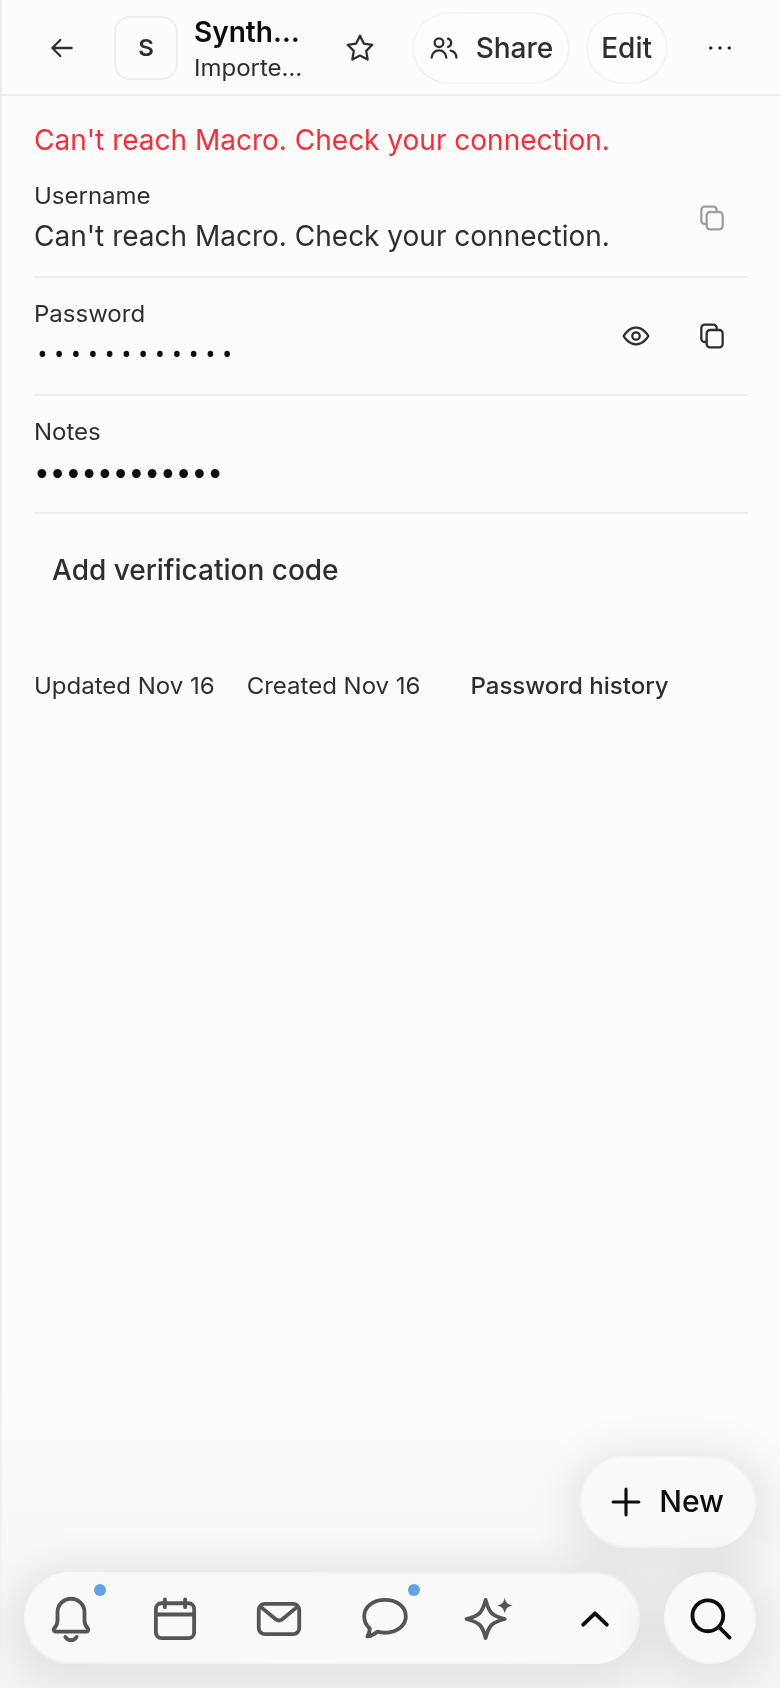 S
Synth...
Importe...
Share
Edit
Can't reach Macro. Check your connection.
Username
Can't reach Macro. Check your connection.
Password
••••••••••••
Notes
••••••••••••
Add verification code
Updated Nov 16
Created Nov 16
Password history
New